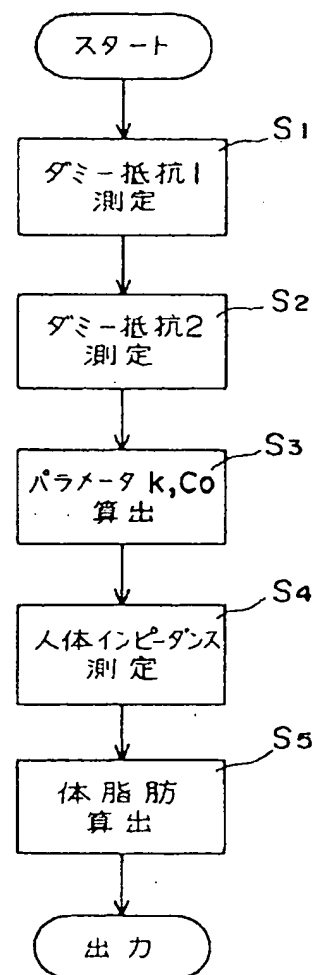 スタート
S1
ダミー抵抗1
測定
S2
ダミー抵抗2
測定
S3
パラメータ k,Co
算出
S4
人体インピーダンス
測定
S5
体脂肪
算出
出力